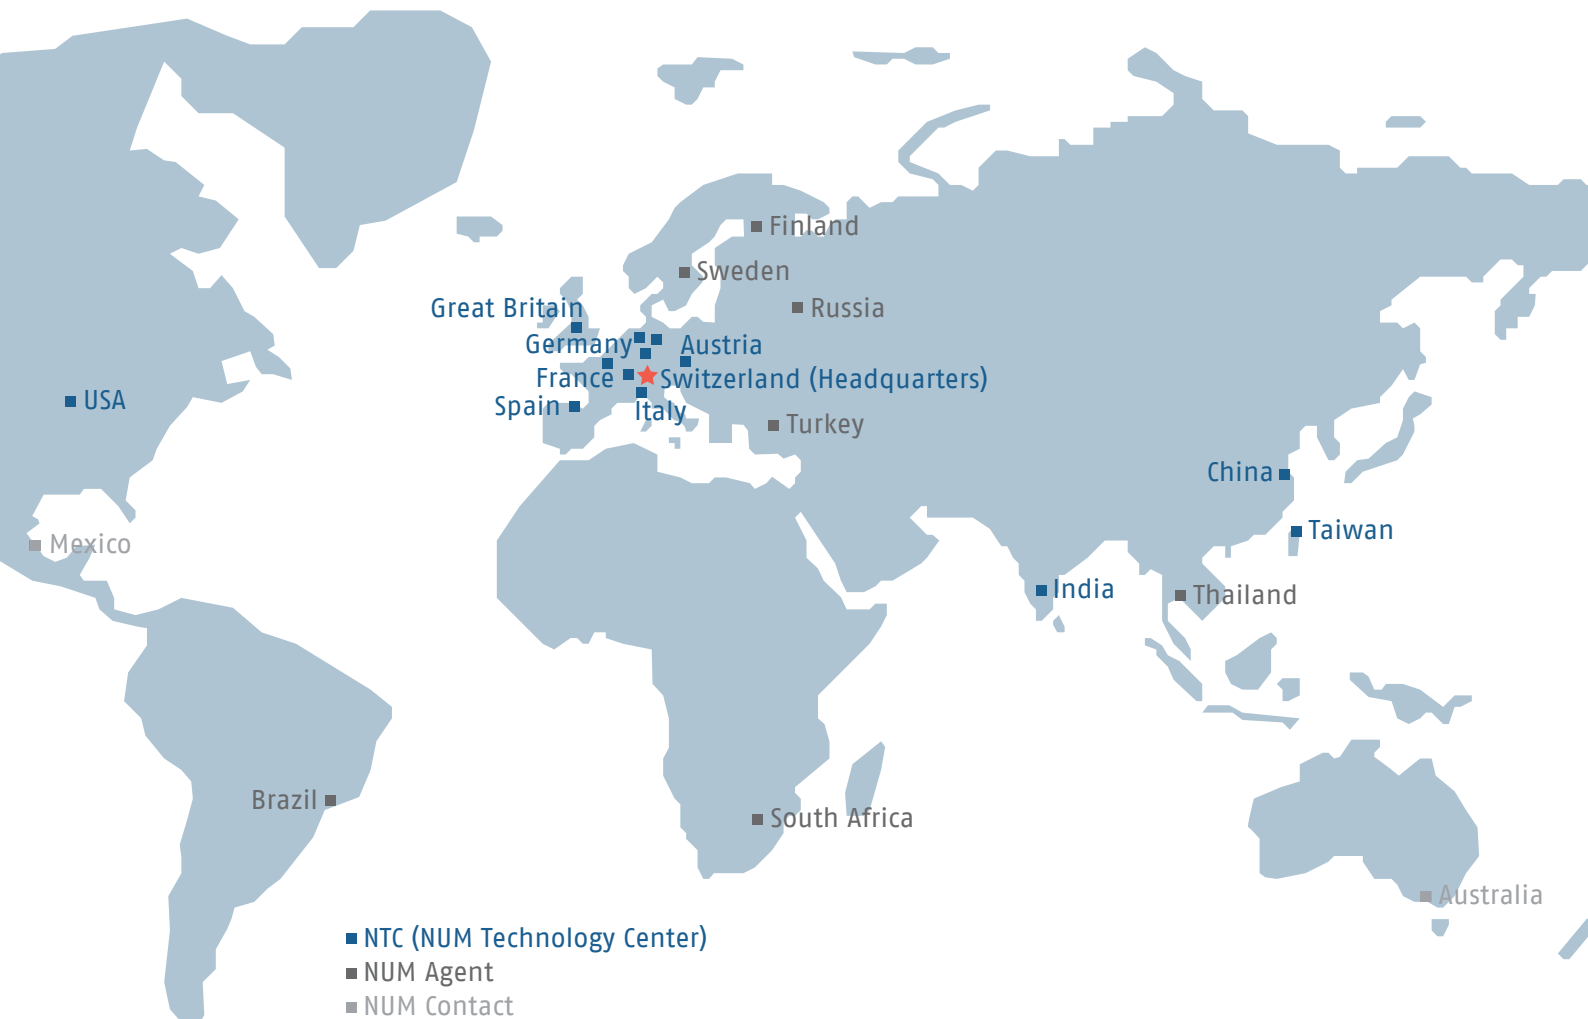 Finland
Sweden
Great Britain
Russia
Germany
Austria
France
Switzerland (Headquarters)
USA
Spain
Italy
Turkey
China
Taiwan
Mexico
India
Thailand
Brazil
South Africa
Australia
NTC (NUM Technology Center)
NUM Agent
NUM Contact